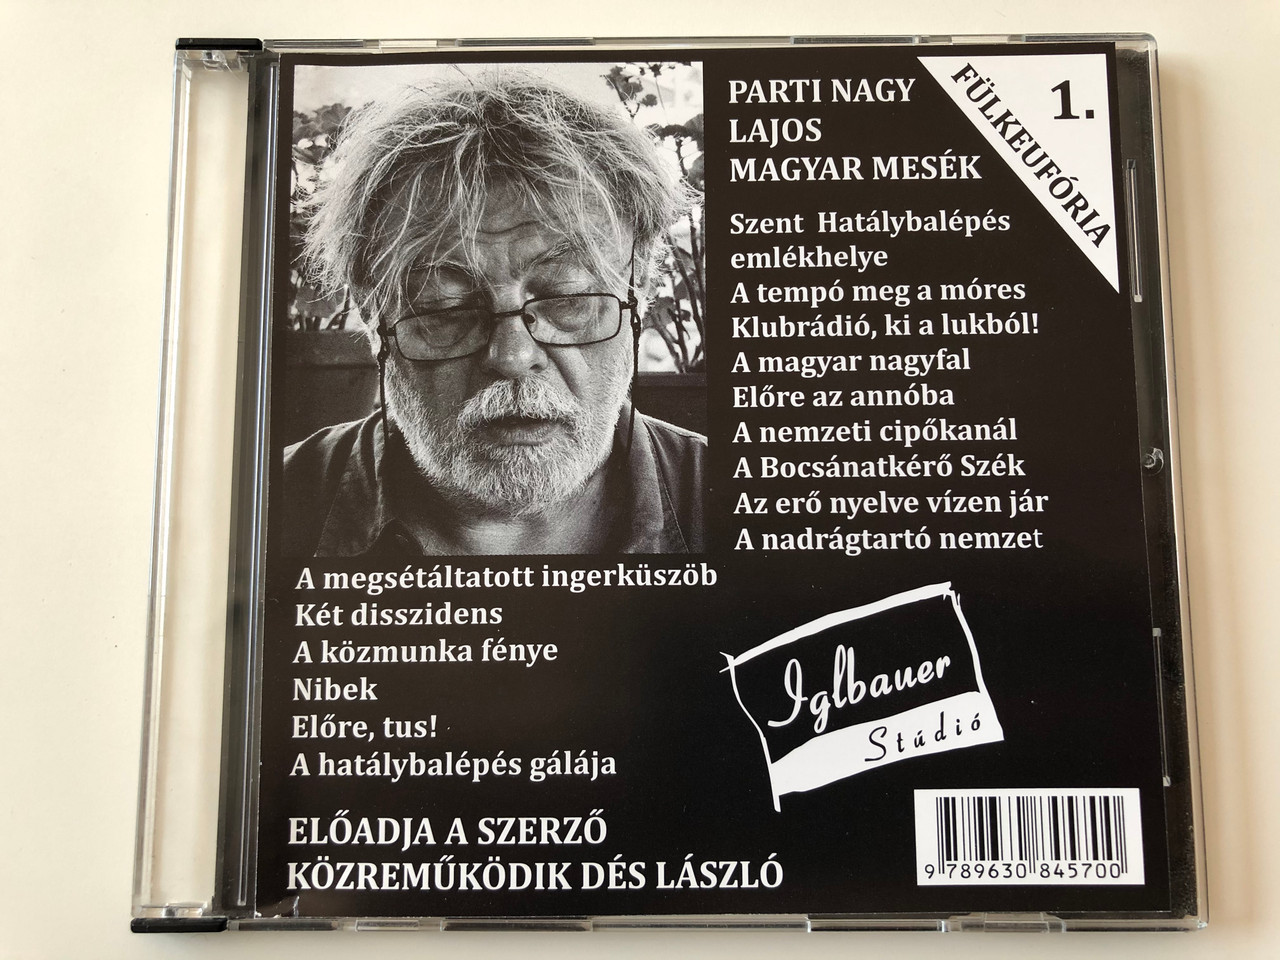 PARTI NAGY
LAJOS
MAGYAR MESÉK
1.
FÜLKEUFÓRIA
Szent Hatálybalépés
emlékhelye
A tempó meg a móres
Klubrádió, ki a lukból!
A magyar nagyfal
Előre az annóba
A nemzeti cipőkanál
A Bocsánatkérő Szék
Az erő nyelve vízen jár
A nadrágtartó nemzet
A megsétáltatott ingerküszöb
Két disszidens
A közmunka fénye
Nibek
Előre, tus!
A hatálybalépés gálája
Iglbauer
Stúdió
ELŐADJA A SZERZŐ
KÖZREMŰKÖDIK DÉS LÁSZLÓ
9 789630 845700